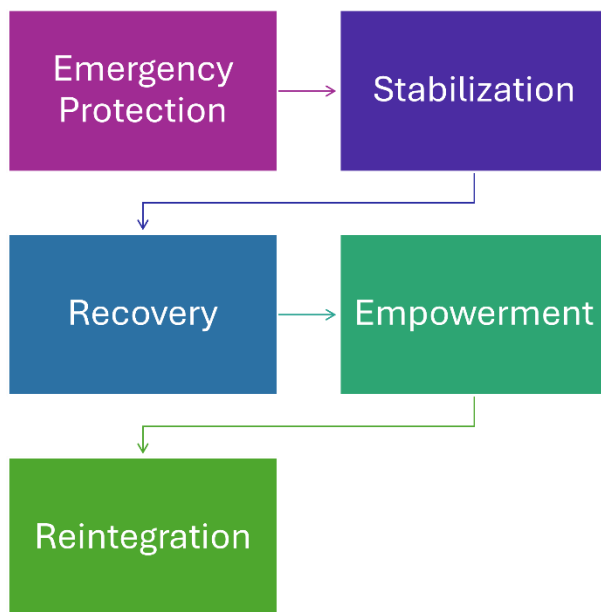 Emergency
Protection
Stabilization
Recovery
Empowerment
Reintegration